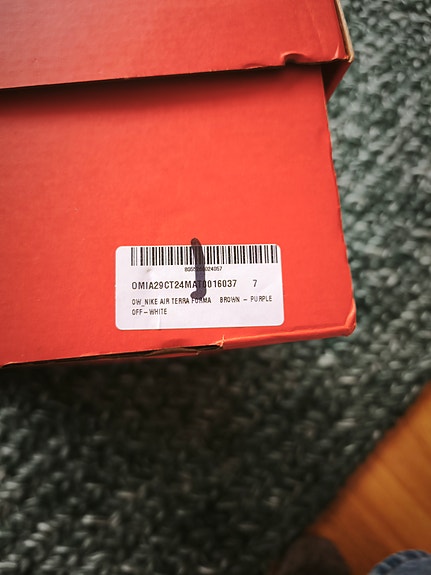 OMIA29CT24MAT0016037 7
OW_NIKE AIR TERRA FORMA BROWN - PURPLE
OFF-WHITE